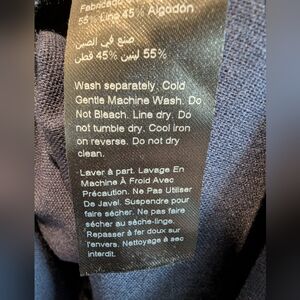 Fabricado
55% Lino 45% Algodón
صنع في الصين
55% لينين 45% قطن
Wash separately. Cold
Gentle Machine Wash. Do
Not Bleach. Line dry. Do
not tumble dry. Cool iron
on reverse. Do not dry
clean.
Laver à part. Lavage En
Machine À Froid Avec
Précaution. Ne Pas Utiliser
De Javel. Suspendre pour
faire sécher. Ne pas faire
sécher au sèche-linge.
Repasser à fer doux sur
l'envers. Nettoyage à sec
interdit.